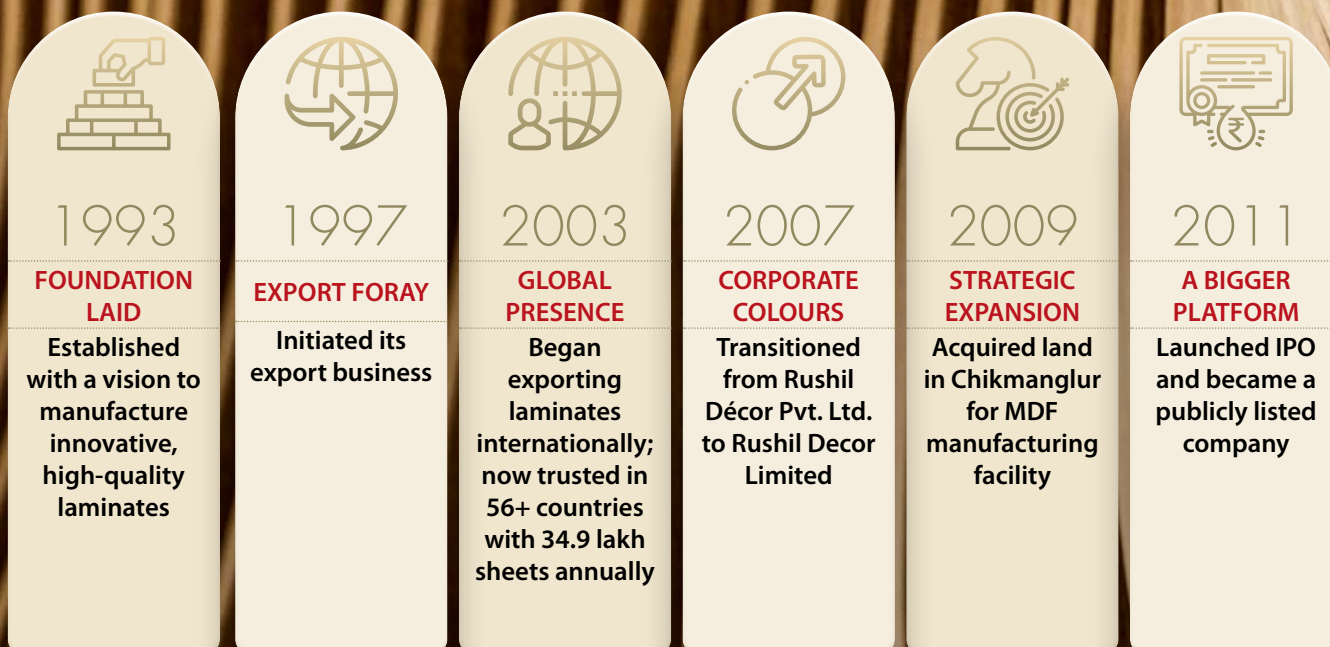 1993
FOUNDATION
LAID
Established
with a vision to
manufacture
innovative,
high-quality
laminates
1997
EXPORT FORAY
Initiated its
export business
2003
GLOBAL
PRESENCE
Began
exporting
laminates
internationally;
now trusted in
56+ countries
with 34.9 lakh
sheets annually
2007
CORPORATE
COLOURS
Transitioned
from Rushil
Décor Pvt. Ltd.
to Rushil Decor
Limited
2009
STRATEGIC
EXPANSION
Acquired land
in Chikmanglur
for MDF
manufacturing
facility
₹
2011
A BIGGER
PLATFORM
Launched IPO
and became a
publicly listed
company